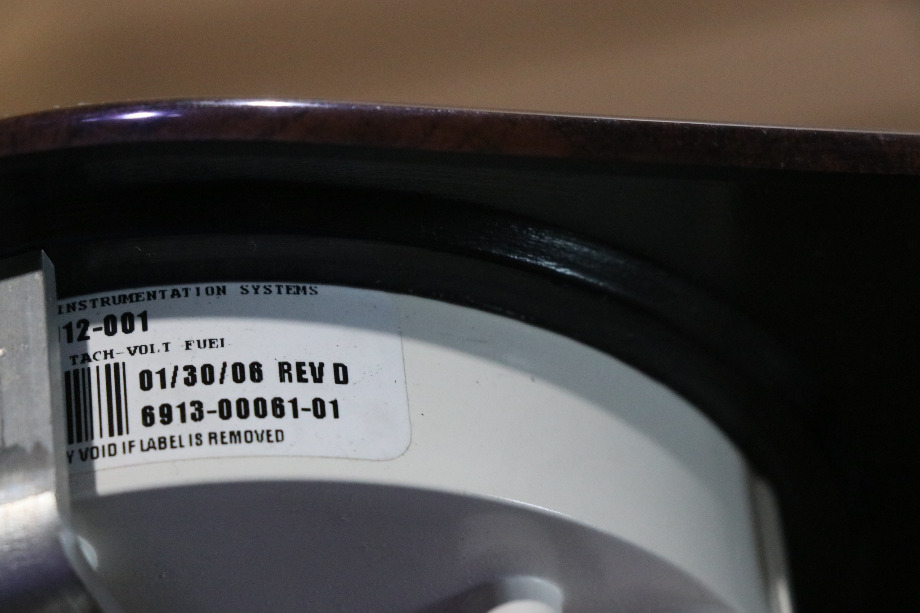 INSTRUMENTATION SYSTEMS
12-001
TACH-VOLT FUEL
01/30/06 REV D
6913-00061-01
Y VOID IF LABEL IS REMOVED